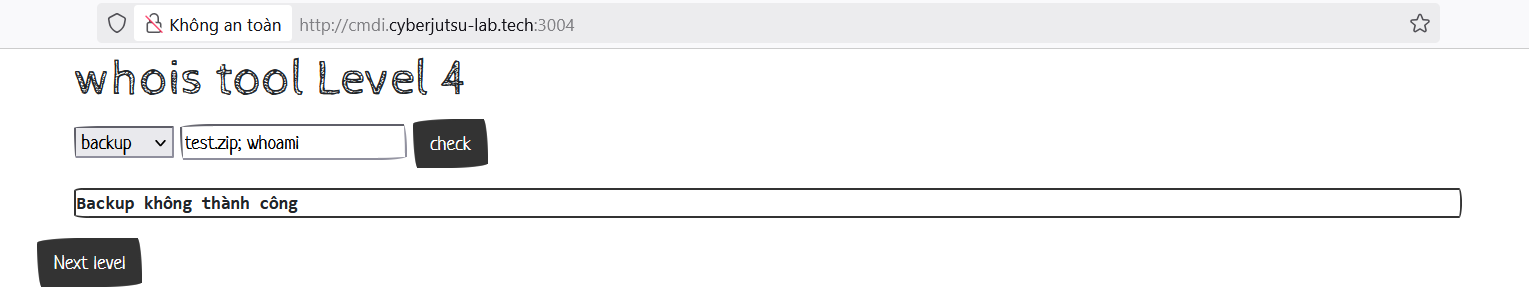 Không an toàn http://cmdi.cyberjutsu-lab.tech:3004
whois tool Level 4
backup test.zip; whoami check
Backup không thành công
Next level